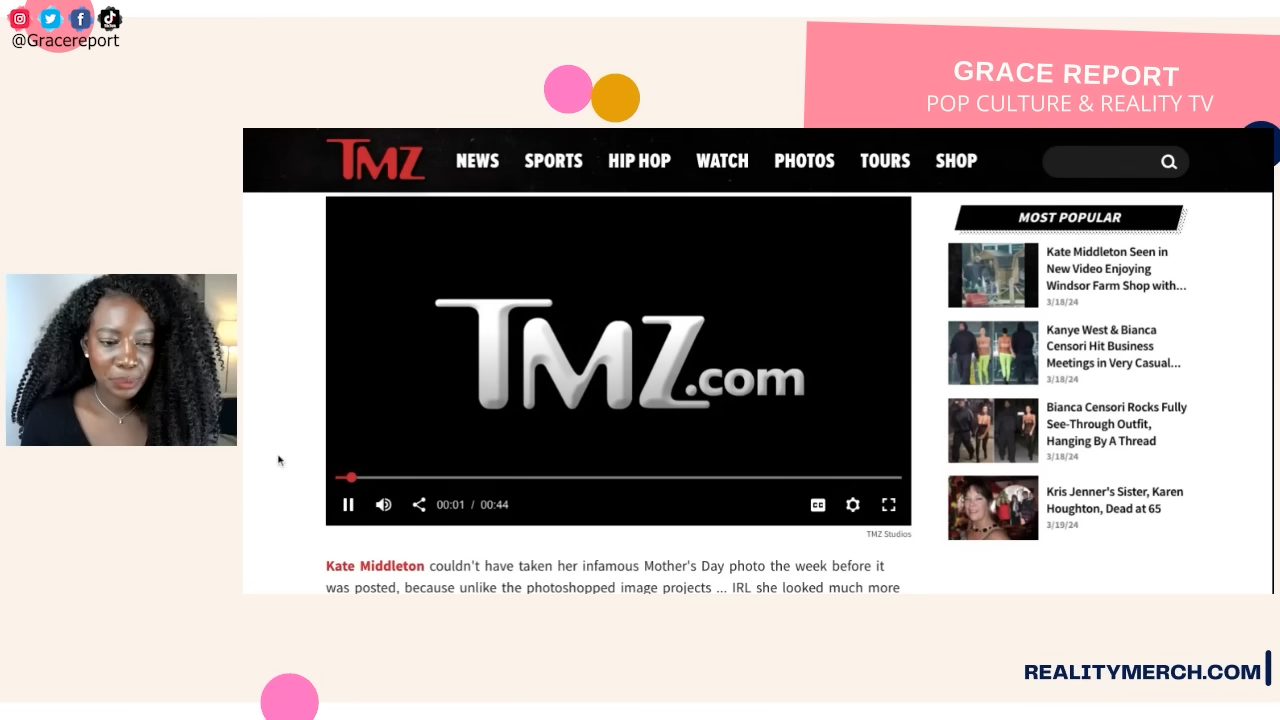 @Gracereport
GRACE REPORT
POP CULTURE & REALITY TV
TMZ
NEWS
SPORTS
HIP HOP
WATCH
PHOTOS
TOURS
SHOP
TMZ.com
00:01 / 00:44
CC
TMZ Studios
Kate Middleton couldn't have taken her infamous Mother's Day photo the week before it
was posted, because unlike the photoshopped image projects ... IRL she looked much more
MOST POPULAR
Kate Middleton Seen in
New Video Enjoying
Windsor Farm Shop with...
3/18/24
Kanye West & Bianca
Censori Hit Business
Meetings in Very Casual...
3/18/24
Bianca Censori Rocks Fully
See-Through Outfit,
Hanging By A Thread
3/18/24
Kris Jenner's Sister, Karen
Houghton, Dead at 65
3/19/24
REALITYMERCH.COM